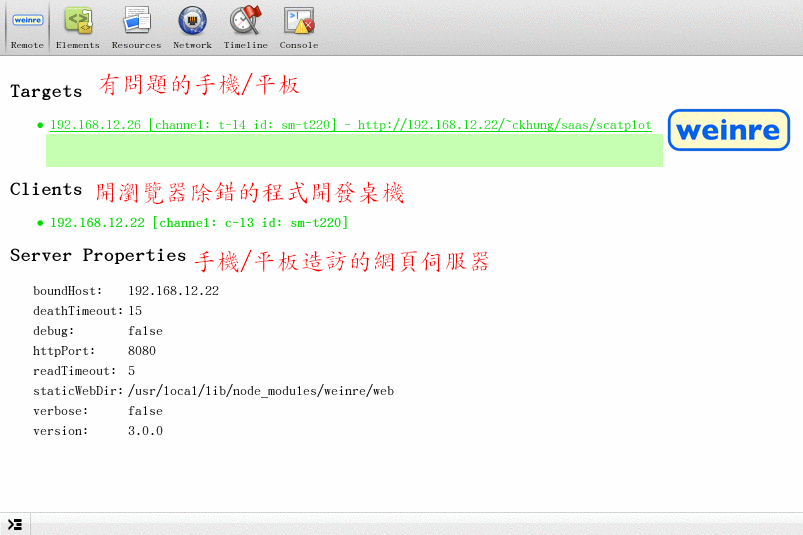 weinre
Remote Elements Resources Network Timeline Console
Targets 有問題的手機/平板
• 192.168.12.26 [channel: t-14 id: sm-t220] - http://192.168.12.22/~ckhung/saas/scatplot
weinre
Clients 開瀏覽器除錯的程式開發桌機
• 192.168.12.22 [channel: c-13 id: sm-t220]
Server Properties 手機/平板造訪的網頁伺服器
boundHost: 192.168.12.22
deathTimeout: 15
debug: false
httpPort: 8080
readTimeout: 5
staticWebDir: /usr/local/lib/node_modules/weinre/web
verbose: false
version: 3.0.0